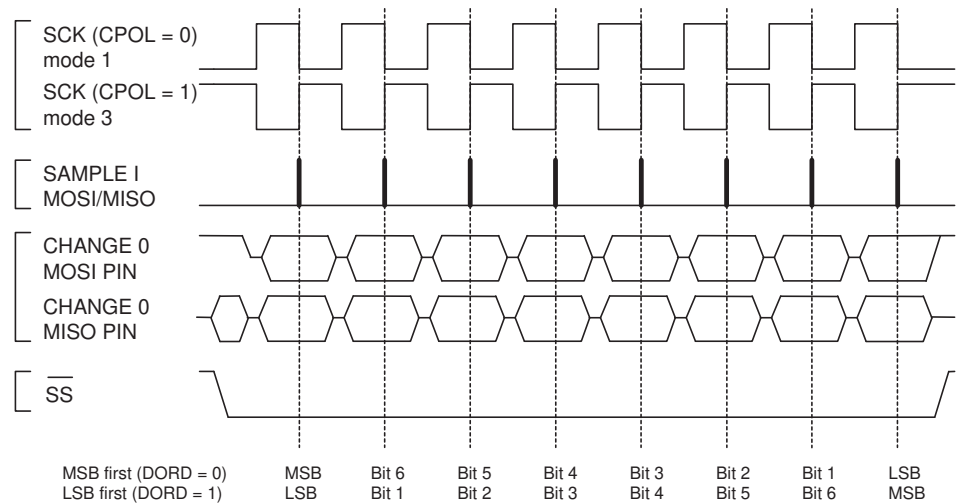 SCK (CPOL = 0)
mode 1
SCK (CPOL = 1)
mode 3
SAMPLE I
MOSI/MISO
CHANGE 0
MOSI PIN
CHANGE 0
MISO PIN
SS
MSB first (DORD = 0) MSB Bit 6 Bit 5 Bit 4 Bit 3 Bit 2 Bit 1 LSB
LSB first (DORD = 1) LSB Bit 1 Bit 2 Bit 3 Bit 4 Bit 5 Bit 6 MSB